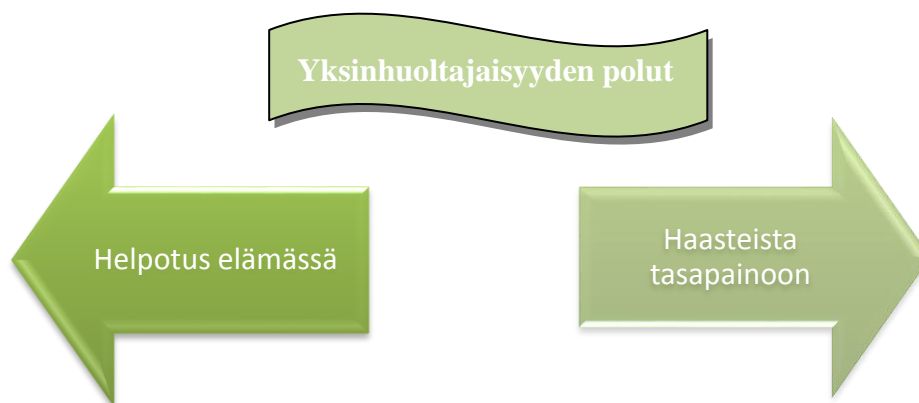 Yksinhuoltajaisyyden polut
Helpotus elämässä
Haasteista
tasapainoon